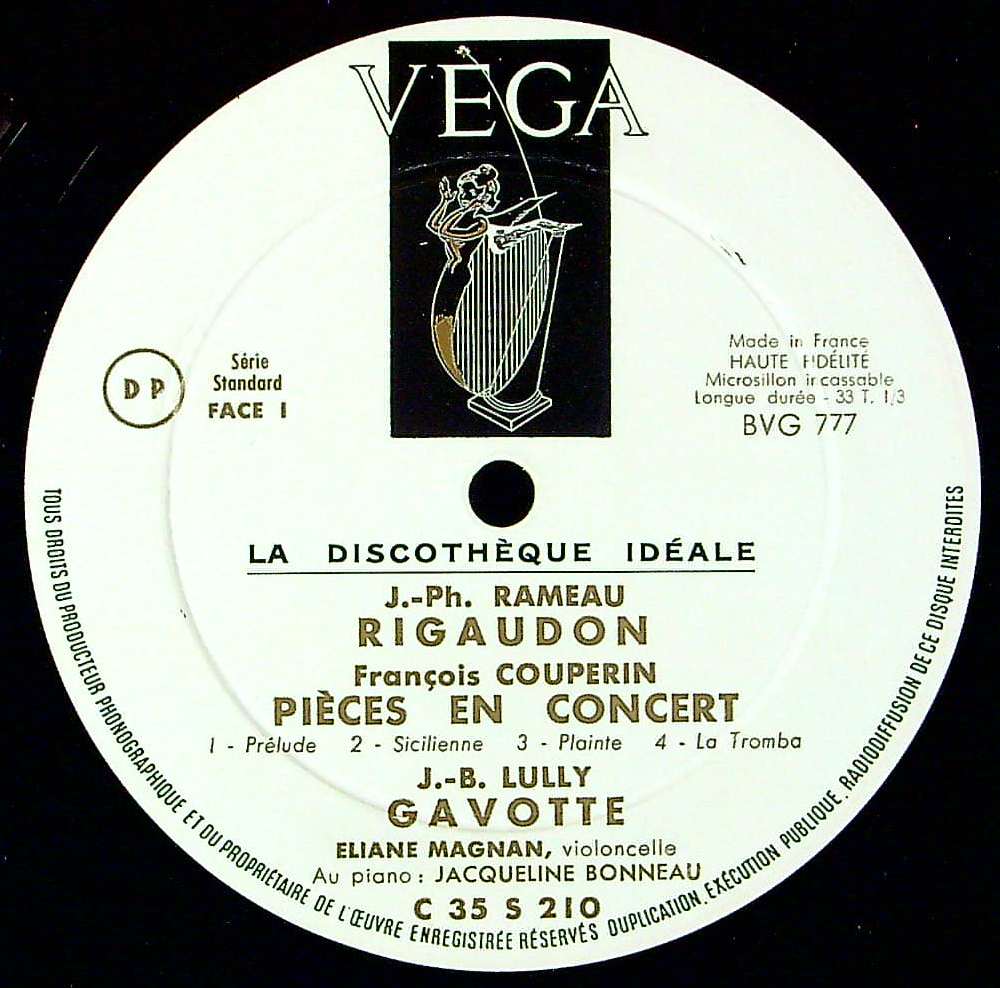 VÈGA
DP
Série
Standard
FACE I
Made in France
HAUTE FIDÉLITÉ
Microsillon incassable
Longue durée - 33 T. 1/3
BVG 777
LA DISCOTHÈQUE IDÉALE
J.-Ph. RAMEAU
RIGAUDON
François COUPERIN
PIÈCES EN CONCERT
1 - Prélude 2 - Sicilienne 3 - Plainte 4 - La Tromba
J.-B. LULLY
GAVOTTE
ELIANE MAGNAN, violoncelle
Au piano : JACQUELINE BONNEAU
C 35 S 210
TOUS DROITS DU PRODUCTEUR PHONOGRAPHIQUE ET DU PROPRIÉTAIRE DE L'ŒUVRE ENREGISTRÉE RÉSERVÉS DUPLICATION, EXÉCUTION PUBLIQUE, RADIODIFFUSION DE CE DISQUE INTERDITES